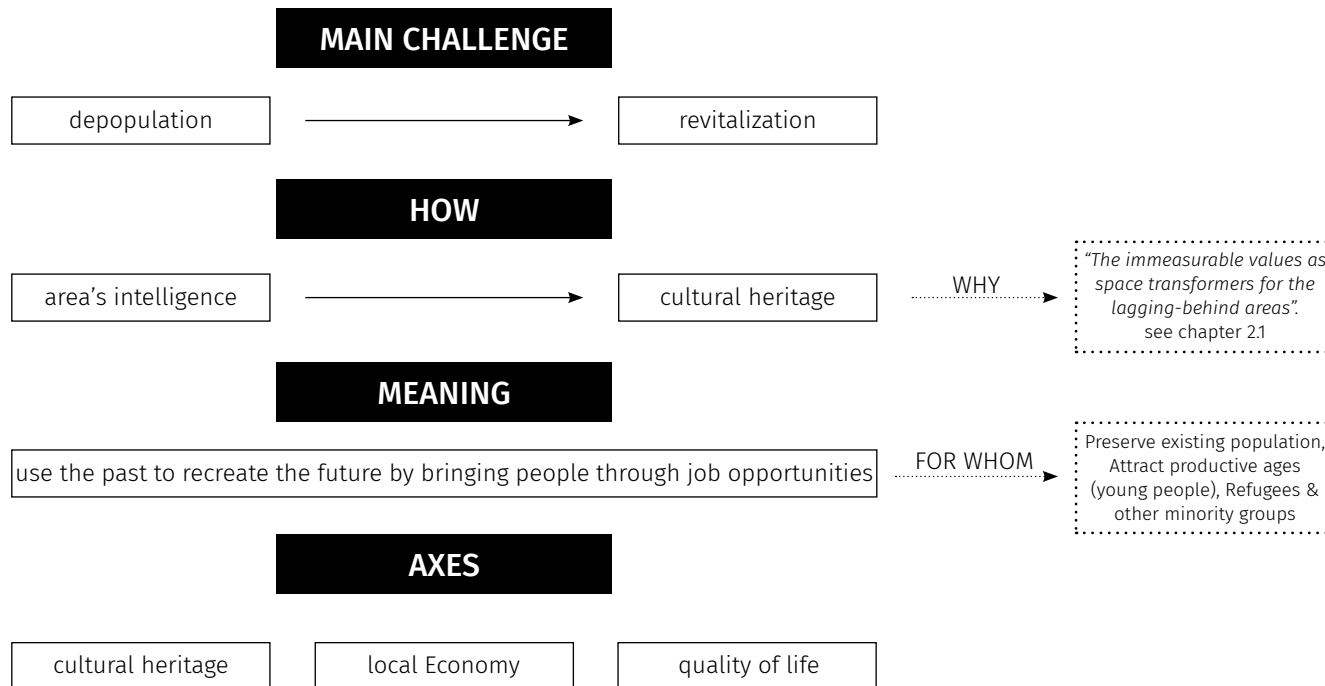 MAIN CHALLENGE
depopulation
revitalization
HOW
area's intelligence
cultural heritage
WHY
“The immeasurable values as
space transformers for the
lagging-behind areas”.
see chapter 2.1
MEANING
use the past to recreate the future by bringing people through job opportunities
FOR WHOM
Preserve existing population,
Attract productive ages
(young people), Refugees &
other minority groups
AXES
cultural heritage
local Economy
quality of life